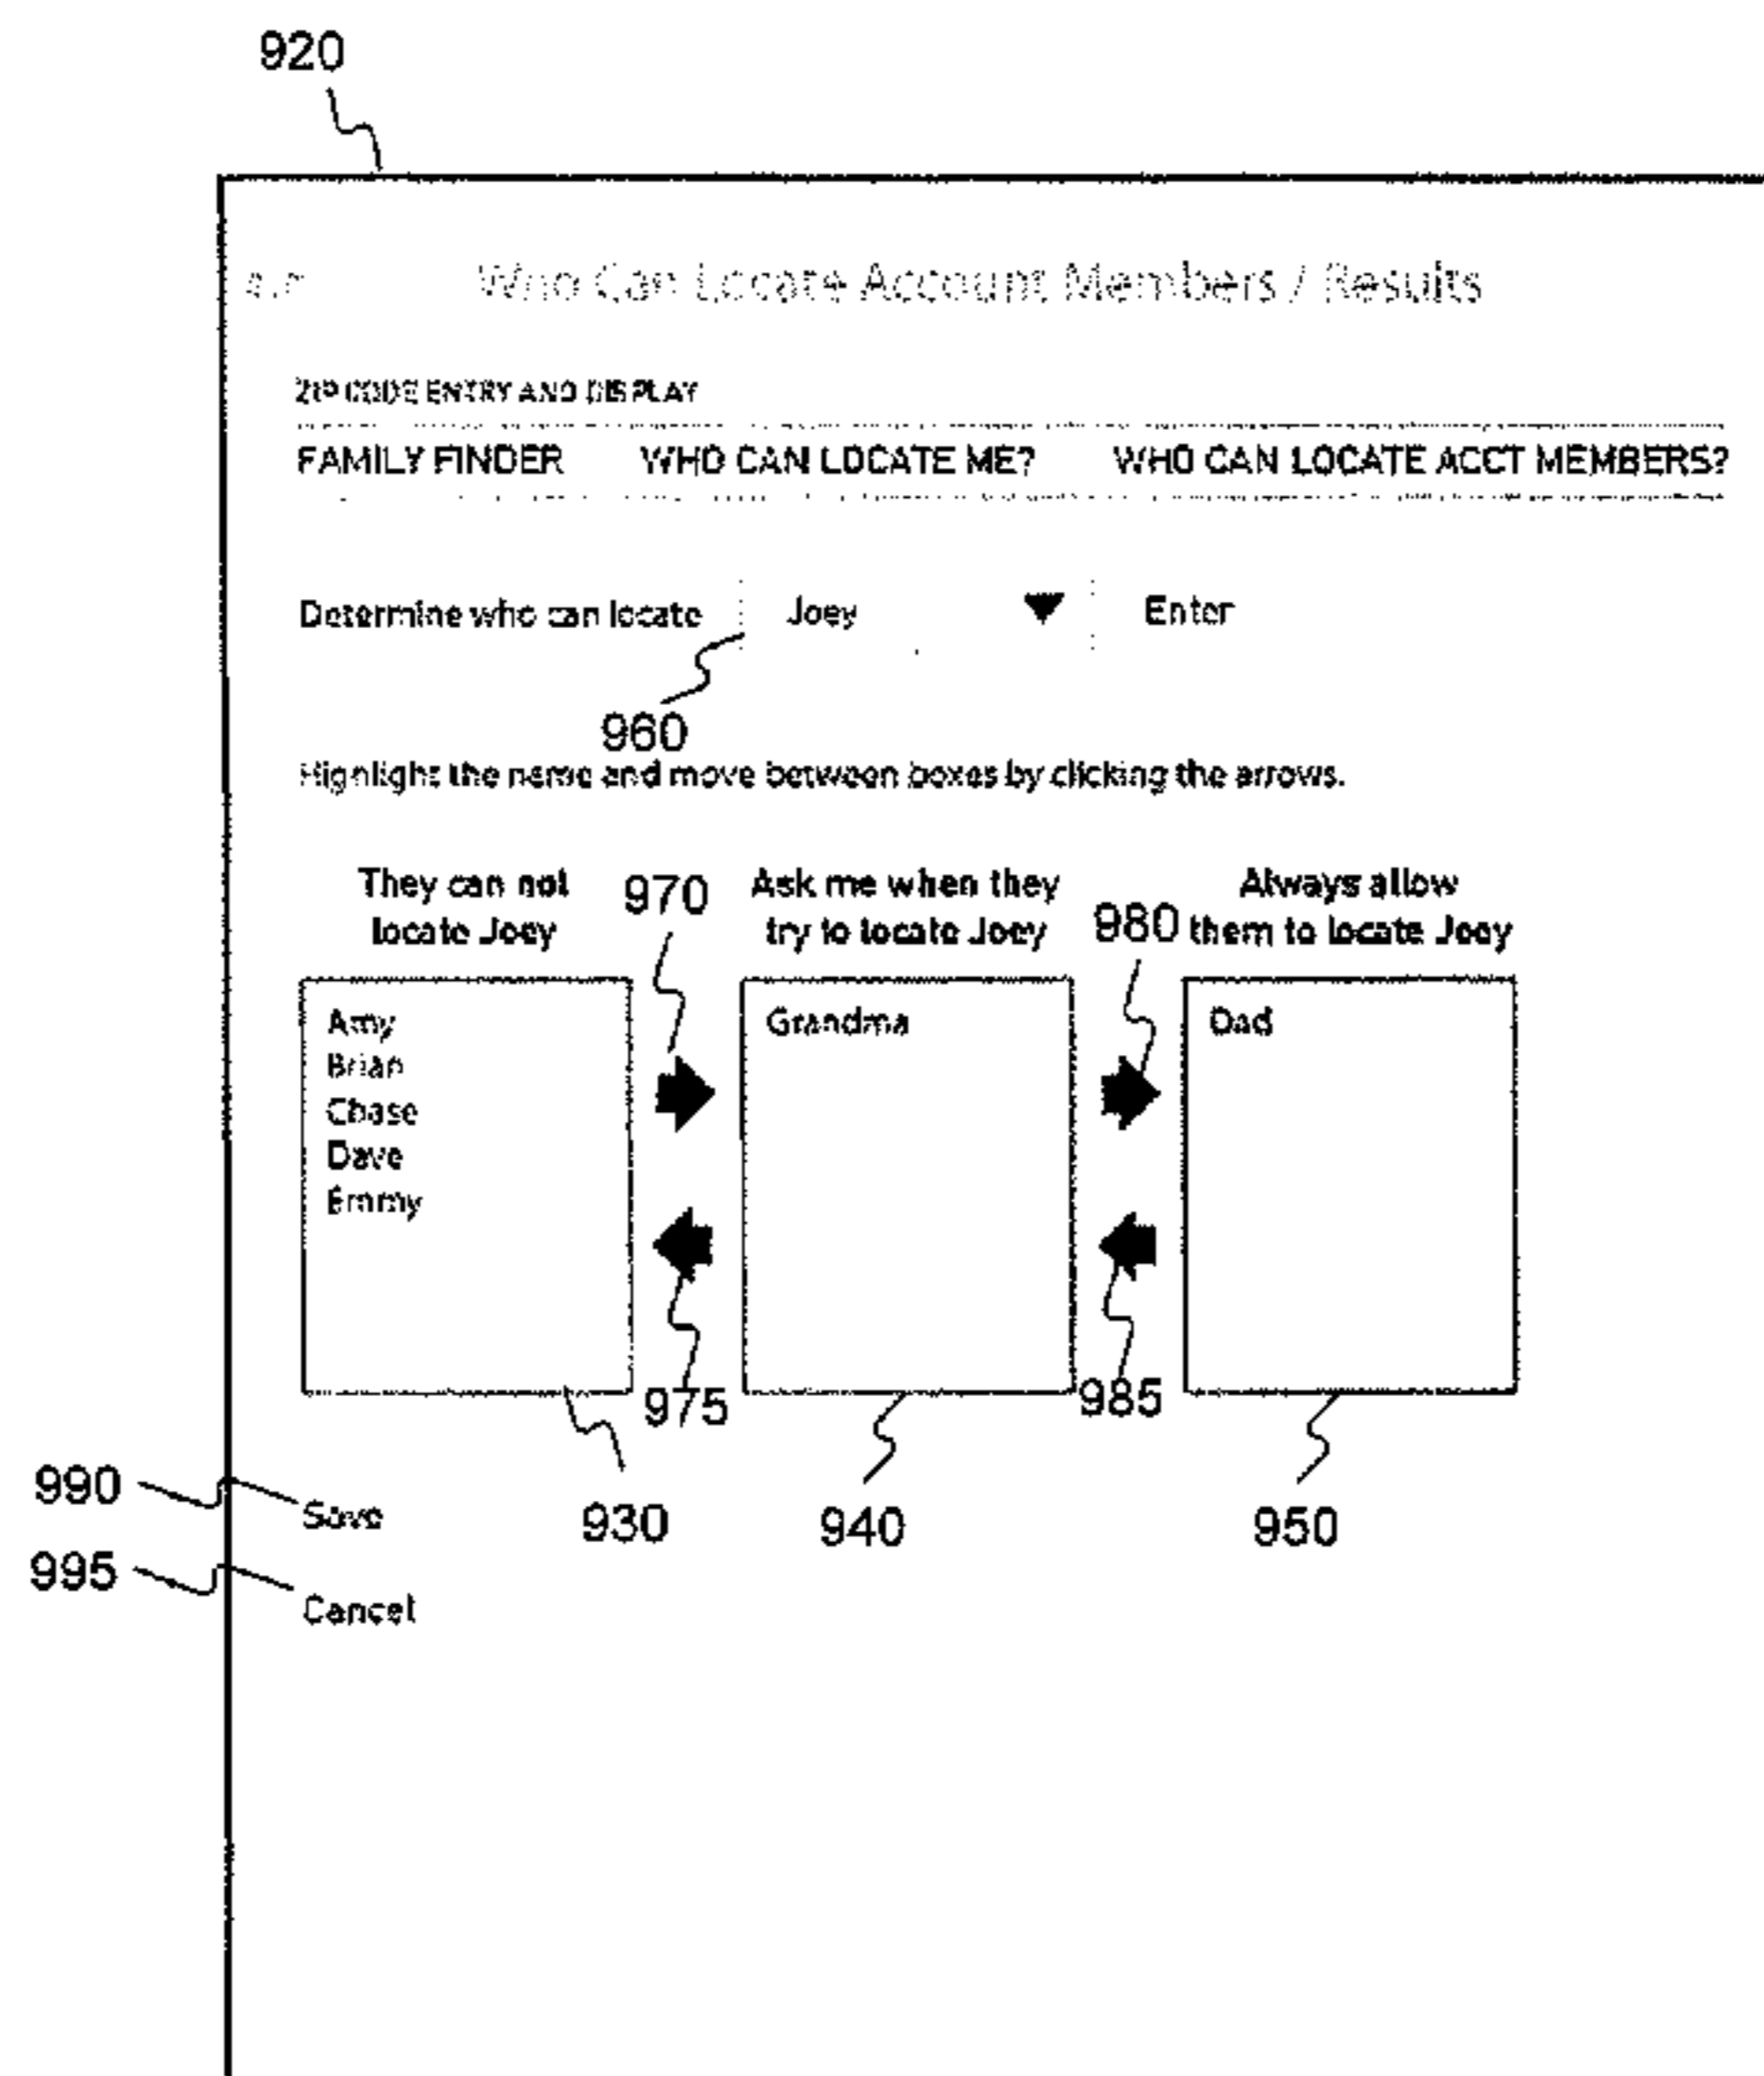 920
Who Can Locate Account Members / Results
ZIP CODE ENTRY AND DISPLAY
FAMILY FINDER WHO CAN LOCATE ME? WHO CAN LOCATE ACCT MEMBERS?
Determine who can locate Joey Enter
960
Highlight the name and move between boxes by clicking the arrows.
They can not
locate Joey
970
Ask me when they
try to locate Joey
980
Always allow
them to locate Joey
Amy
Brian
Chase
Dave
Emmy
Grandma
Dad
975
985
990
Save
930
940
950
995
Cancel